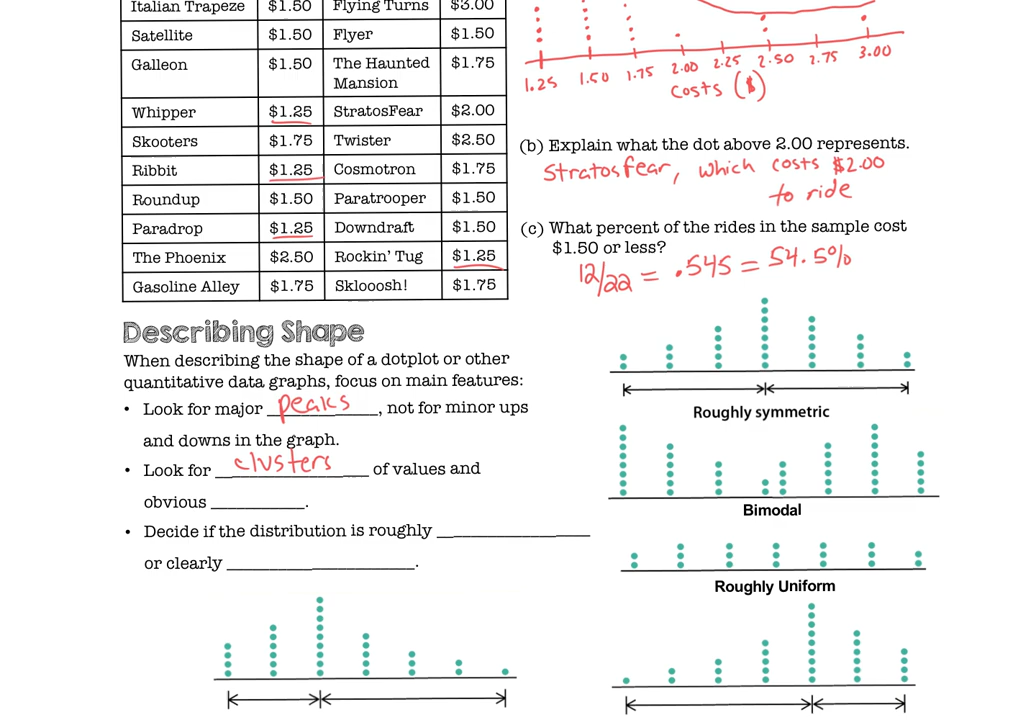 Italian Trapeze $1.50 Flying Turns $3.00
Satellite $1.50 Flyer $1.50
Galleon $1.50 The Haunted $1.75
Mansion
Whipper $1.25 StratosFear $2.00
Skooters $1.75 Twister $2.50
Ribbit $1.25 Cosmotron $1.75
Roundup $1.50 Paratrooper $1.50
Paradrop $1.25 Downdraft $1.50
The Phoenix $2.50 Rockin' Tug $1.25
Gasoline Alley $1.75 Sklooosh! $1.75
1.25 1.50 1.75 2.00 2.25 2.50 2.75 3.00
costs ($)
(b) Explain what the dot above 2.00 represents.
Stratosfear, which costs $2.00
to ride
(c) What percent of the rides in the sample cost
$1.50 or less?
12/22 = .545 = 54.5%
Describing Shape
When describing the shape of a dotplot or other
quantitative data graphs, focus on main features:
• Look for major peaks, not for minor ups
and downs in the graph.
• Look for clusters of values and
obvious ___________.
• Decide if the distribution is roughly __________________
or clearly ______________________.
Roughly symmetric
Bimodal
Roughly Uniform